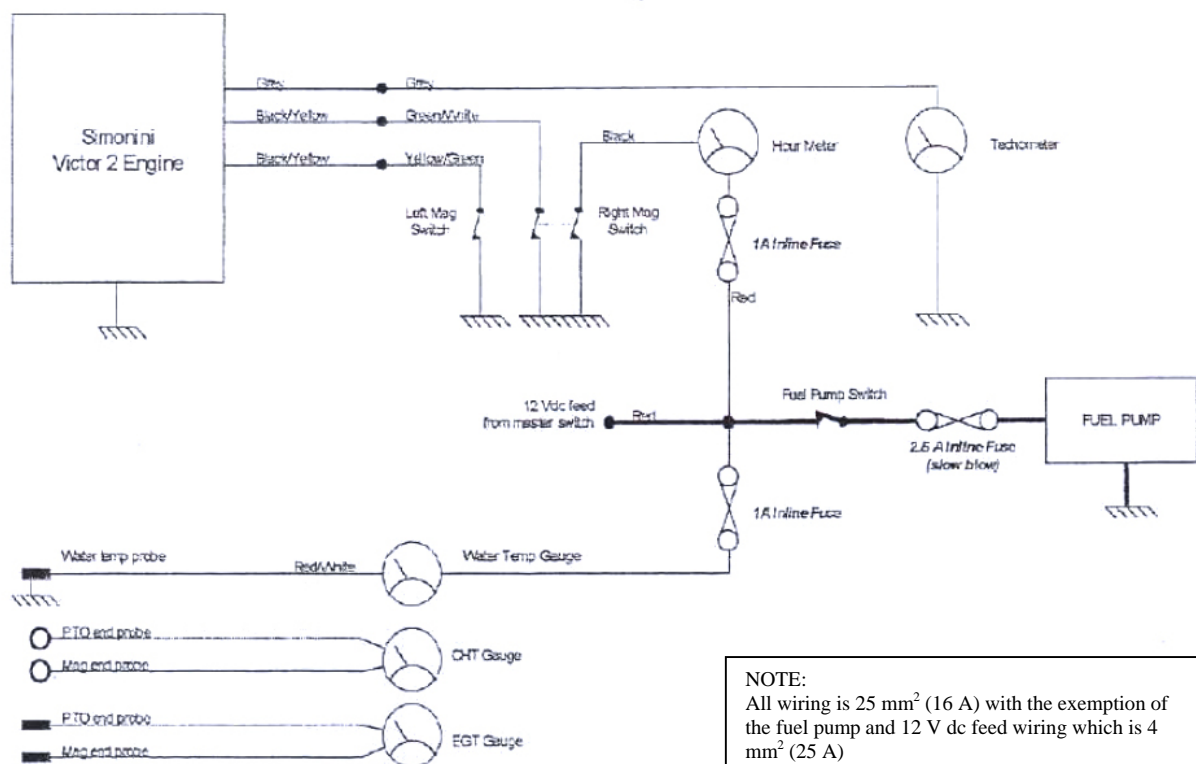 Grey
Grey
Black/Yellow
Green/White
Black/Yellow
Yellow/Green
Simonini
Victor 2 Engine
Black
Hour Meter
Techometer
Left Mag
Switch
Right Mag
Switch
1A Inline Fuse
Red
Fuel Pump Switch
12 Vdc feed
from master switch
Red
FUEL PUMP
2.5 A Inline Fuse
(slow blow)
1A Inline Fuse
Water temp probe
Red/White
Water Temp Gauge
PTO end probe
Mag end probe
CHT Gauge
PTO end probe
Mag end probe
EGT Gauge
NOTE:
All wiring is 25 mm² (16 A) with the exemption of
the fuel pump and 12 V dc feed wiring which is 4
mm² (25 A)